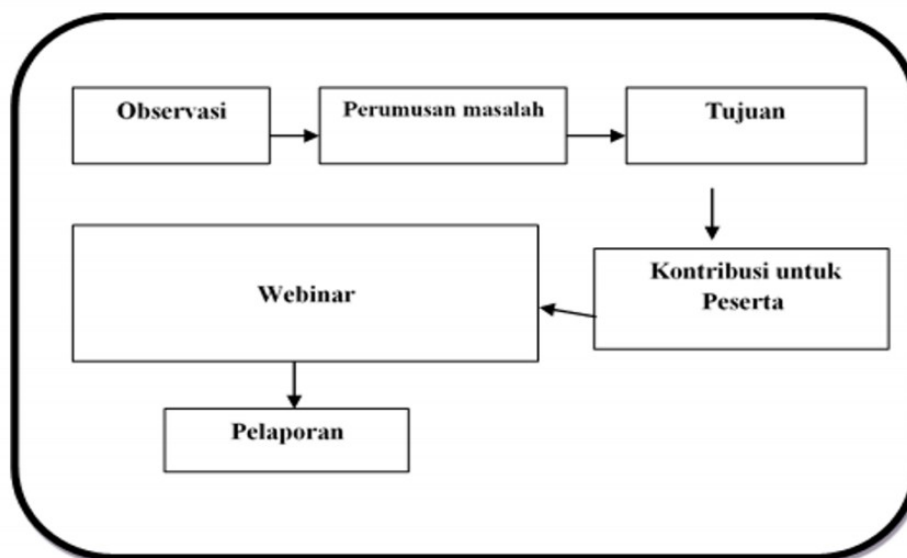 Observasi
Perumusan masalah
Tujuan
Kontribusi untuk
Peserta
Webinar
Pelaporan